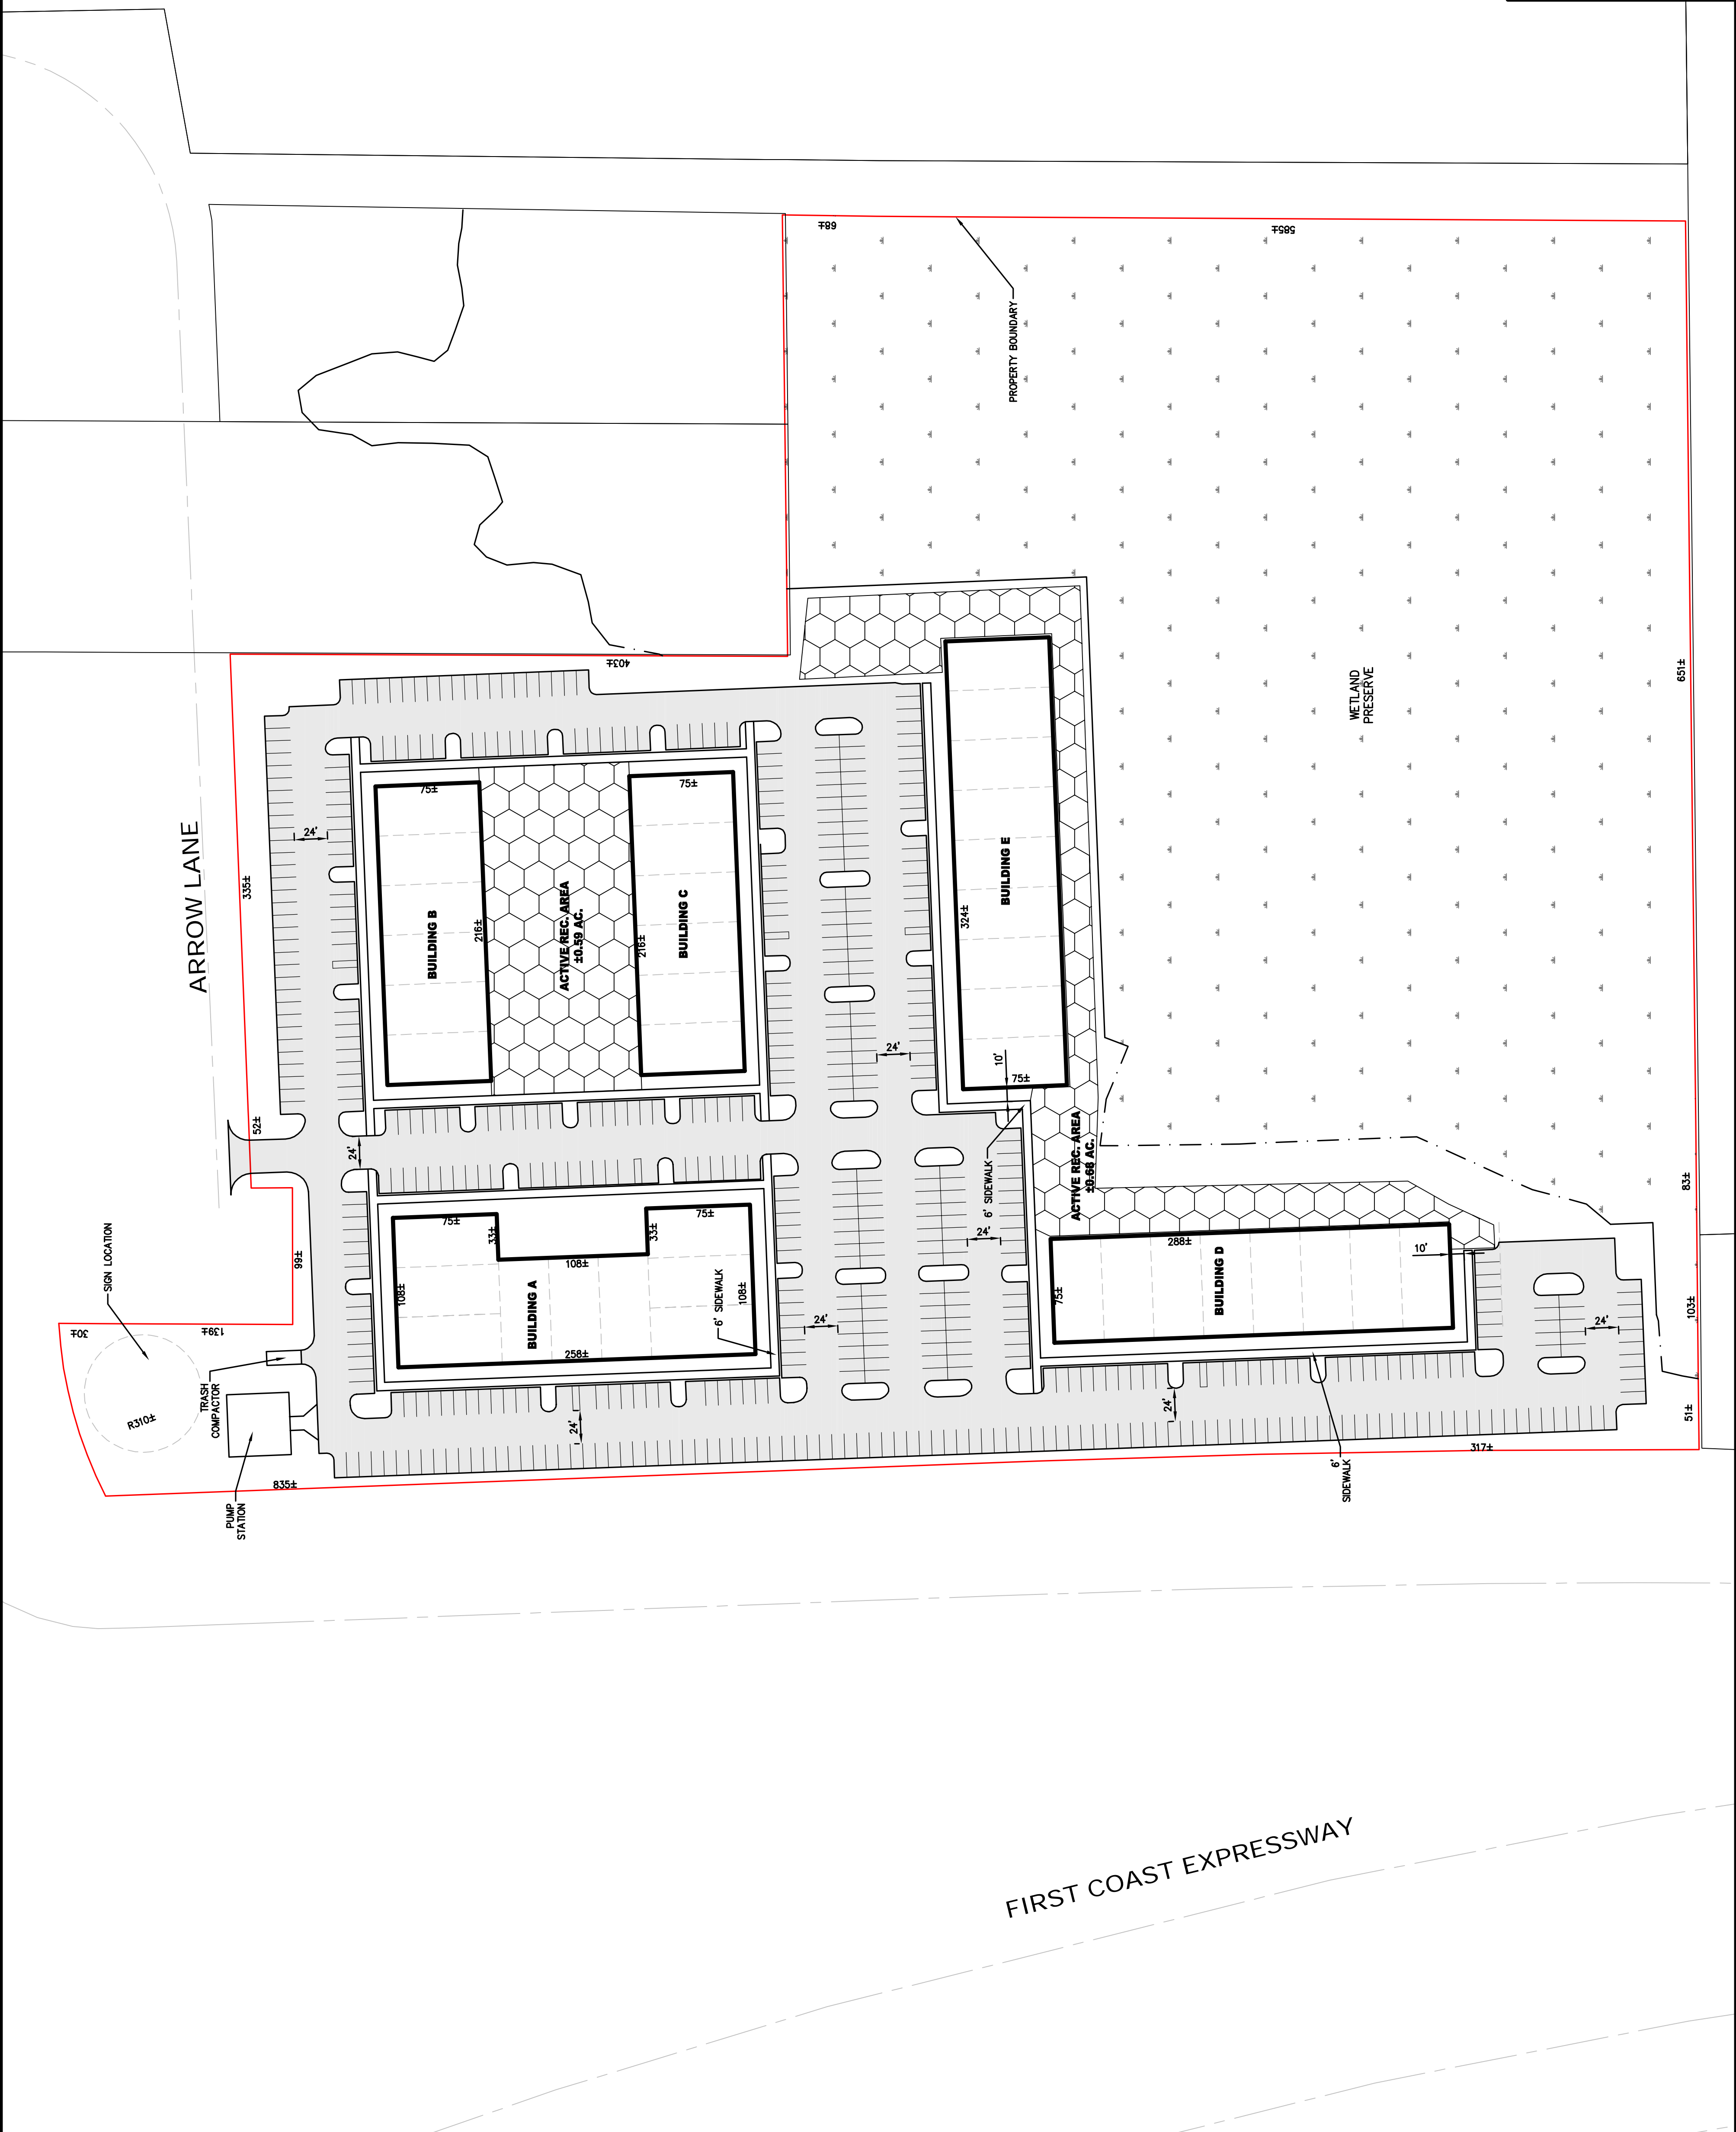 68±
585±
PROPERTY BOUNDARY
403±
651±
WETLAND
PRESERVE
ARROW LANE
335±
24'
75±
75±
BUILDING B
216±
ACTIVE REC. AREA
±0.59 AC.
216±
BUILDING C
BUILDING E
324±
24'
10'
75±
52±
24'
6' SIDEWALK
ACTIVE REC. AREA
±0.68 AC.
83±
SIGN LOCATION
99±
75±
33±
108±
33±
75±
108±
BUILDING A
258±
108±
6' SIDEWALK
24'
24'
288±
75±
BUILDING D
10'
103±
24'
30±
139±
R310±
TRASH
COMPACTOR
PUMP
STATION
835±
24'
24'
6'
SIDEWALK
317±
51±
FIRST COAST EXPRESSWAY